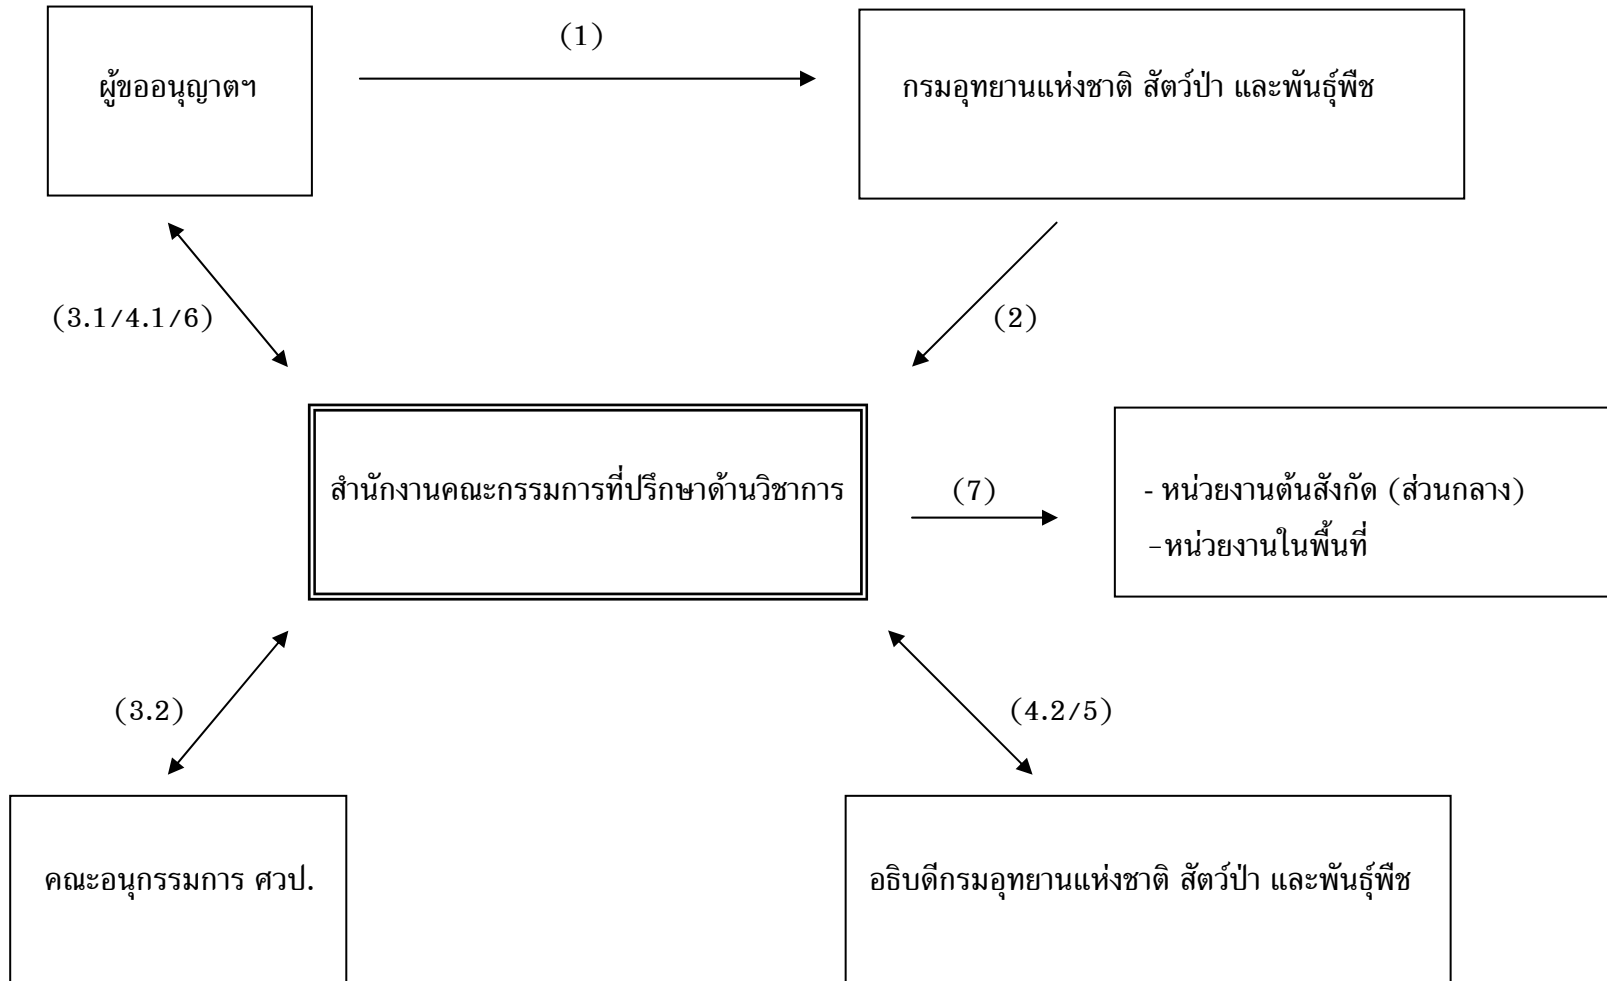 (1)
ผู้ขออนุญาตฯ
กรมอุทยานแห่งชาติ สัตว์ป่า และพันธุ์พืช
(3.1/4.1/6)
(2)
สำนักงานคณะกรรมการที่ปรึกษาด้านวิชาการ
(7)
- หน่วยงานต้นสังกัด (ส่วนกลาง)
-หน่วยงานในพื้นที่
(3.2)
(4.2/5)
คณะอนุกรรมการ ศวป.
อธิบดีกรมอุทยานแห่งชาติ สัตว์ป่า และพันธุ์พืช